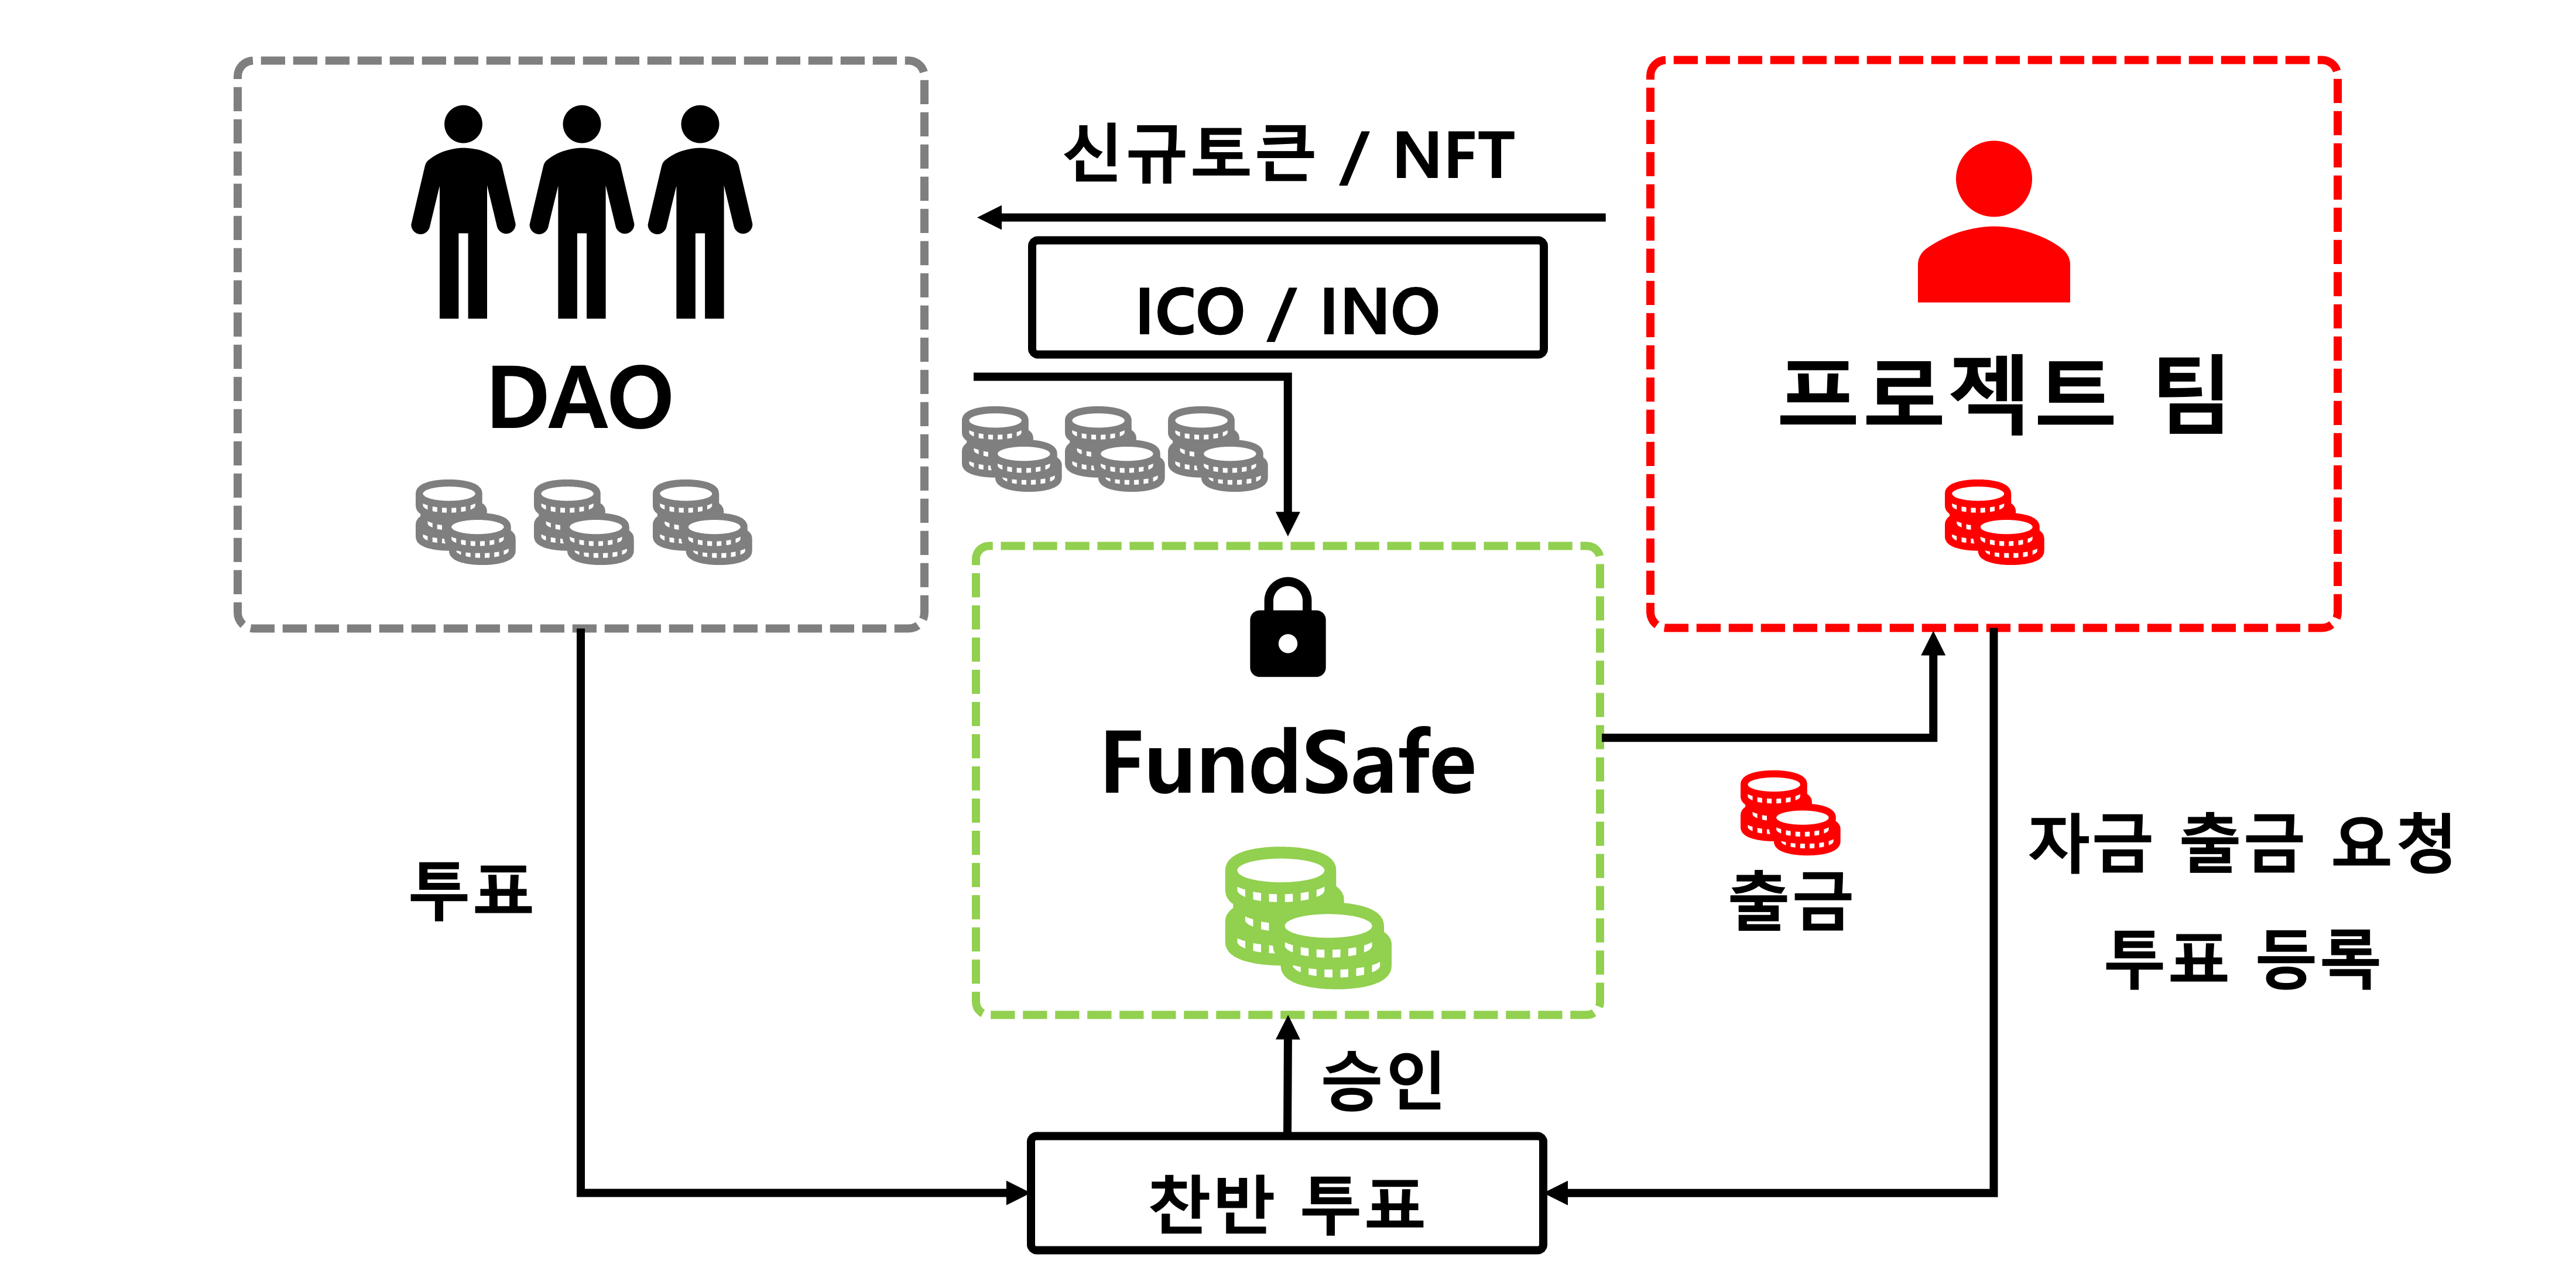 신규토큰 / NFT
ICO / INO
DAO
프로젝트 팀
FundSafe
투표
출금
자금 출금 요청
투표 등록
승인
찬반 투표